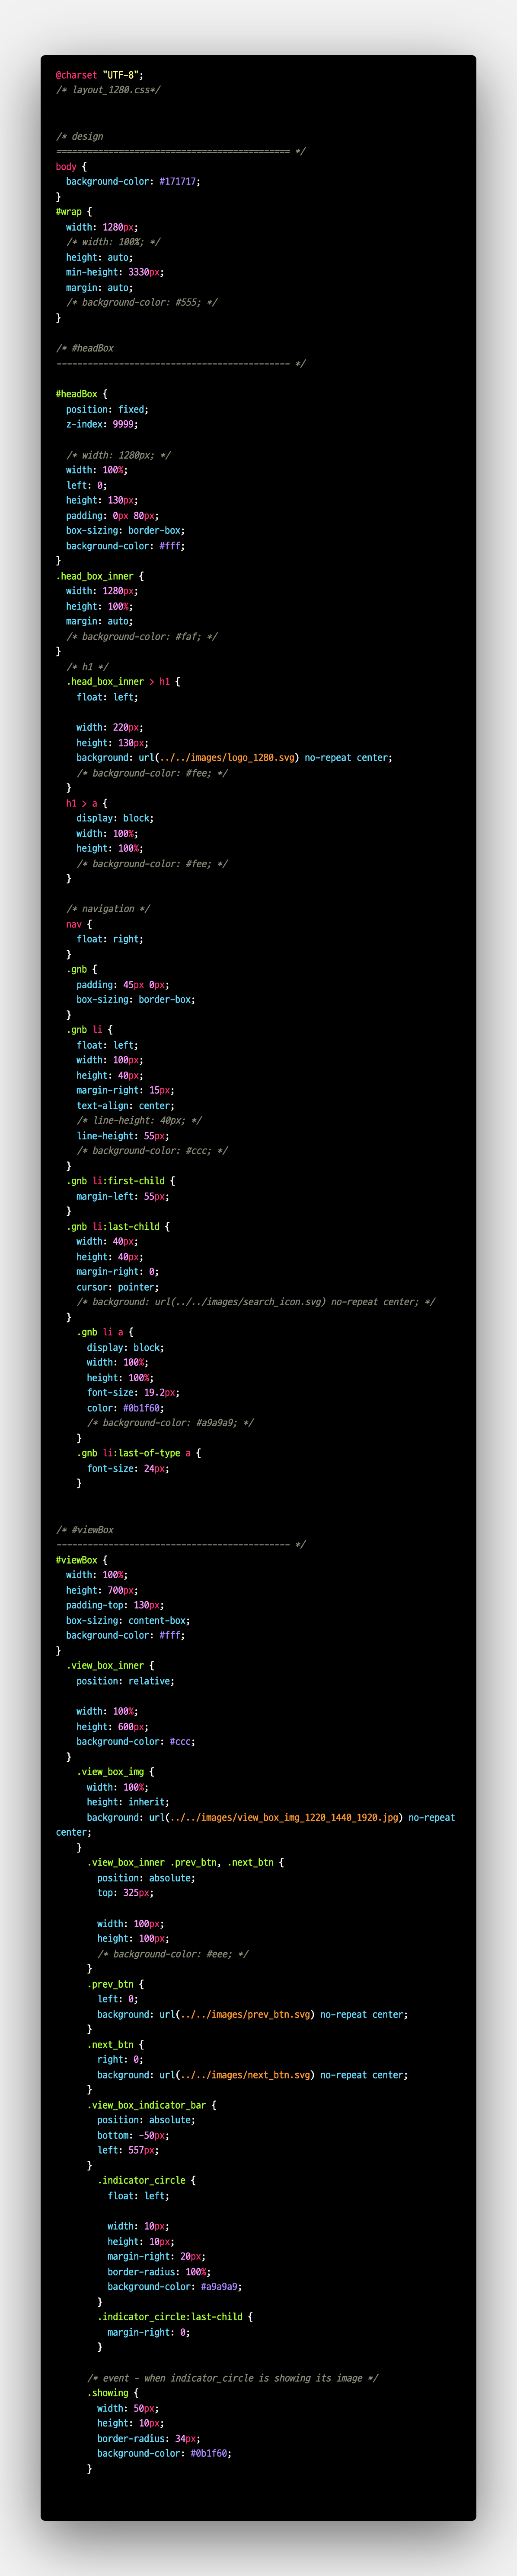 @charset "UTF-8";
/* layout_1280.css*/
/* design
============================================= */
body {
  background-color: #171717;
}
#wrap {
  width: 1280px;
  /* width: 100%; */
  height: auto;
  min-height: 3330px;
  margin: auto;
  /* background-color: #555; */
}
/* #headBox
--------------------------------------------- */
#headBox {
  position: fixed;
  z-index: 9999;
  /* width: 1280px; */
  width: 100%;
  left: 0;
  height: 130px;
  padding: 0px 80px;
  box-sizing: border-box;
  background-color: #fff;
}
.head_box_inner {
  width: 1280px;
  height: 100%;
  margin: auto;
  /* background-color: #faf; */
}
  /* h1 */
  .head_box_inner > h1 {
    float: left;
    width: 220px;
    height: 130px;
    background: url(../../images/logo_1280.svg) no-repeat center;
    /* background-color: #fee; */
  }
  h1 > a {
    display: block;
    width: 100%;
    height: 100%;
    /* background-color: #fee; */
  }
  /* navigation */
  nav {
    float: right;
  }
  .gnb {
    padding: 45px 0px;
    box-sizing: border-box;
  }
  .gnb li {
    float: left;
    width: 100px;
    height: 40px;
    margin-right: 15px;
    text-align: center;
    /* line-height: 40px; */
    line-height: 55px;
    /* background-color: #ccc; */
  }
  .gnb li:first-child {
    margin-left: 55px;
  }
  .gnb li:last-child {
    width: 40px;
    height: 40px;
    margin-right: 0;
    cursor: pointer;
    /* background: url(../../images/search_icon.svg) no-repeat center; */
  }
    .gnb li a {
      display: block;
      width: 100%;
      height: 100%;
      font-size: 19.2px;
      color: #0b1f60;
      /* background-color: #a9a9a9; */
    }
    .gnb li:last-of-type a {
      font-size: 24px;
    }
/* #viewBox
--------------------------------------------- */
#viewBox {
  width: 100%;
  height: 700px;
  padding-top: 130px;
  box-sizing: content-box;
  background-color: #fff;
}
  .view_box_inner {
    position: relative;
    width: 100%;
    height: 600px;
    background-color: #ccc;
  }
    .view_box_img {
      width: 100%;
      height: inherit;
      background: url(../../images/view_box_img_1220_1440_1920.jpg) no-repeat
center;
    }
      .view_box_inner .prev_btn, .next_btn {
        position: absolute;
        top: 325px;
        width: 100px;
        height: 100px;
        /* background-color: #eee; */
      }
      .prev_btn {
        left: 0;
        background: url(../../images/prev_btn.svg) no-repeat center;
      }
      .next_btn {
        right: 0;
        background: url(../../images/next_btn.svg) no-repeat center;
      }
      .view_box_indicator_bar {
        position: absolute;
        bottom: -50px;
        left: 557px;
      }
        .indicator_circle {
          float: left;
          width: 10px;
          height: 10px;
          margin-right: 20px;
          border-radius: 100%;
          background-color: #a9a9a9;
        }
        .indicator_circle:last-child {
          margin-right: 0;
        }
      /* event - when indicator_circle is showing its image */
      .showing {
        width: 50px;
        height: 10px;
        border-radius: 34px;
        background-color: #0b1f60;
      }